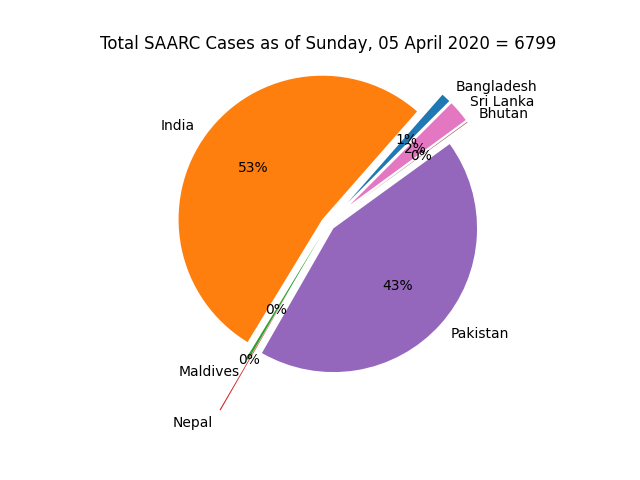 Total SAARC Cases as of Sunday, 05 April 2020 = 6799
Bangladesh
Sri Lanka
Bhutan
India
1%
2%
0%
53%
43%
0%
Pakistan
0%
Maldives
Nepal